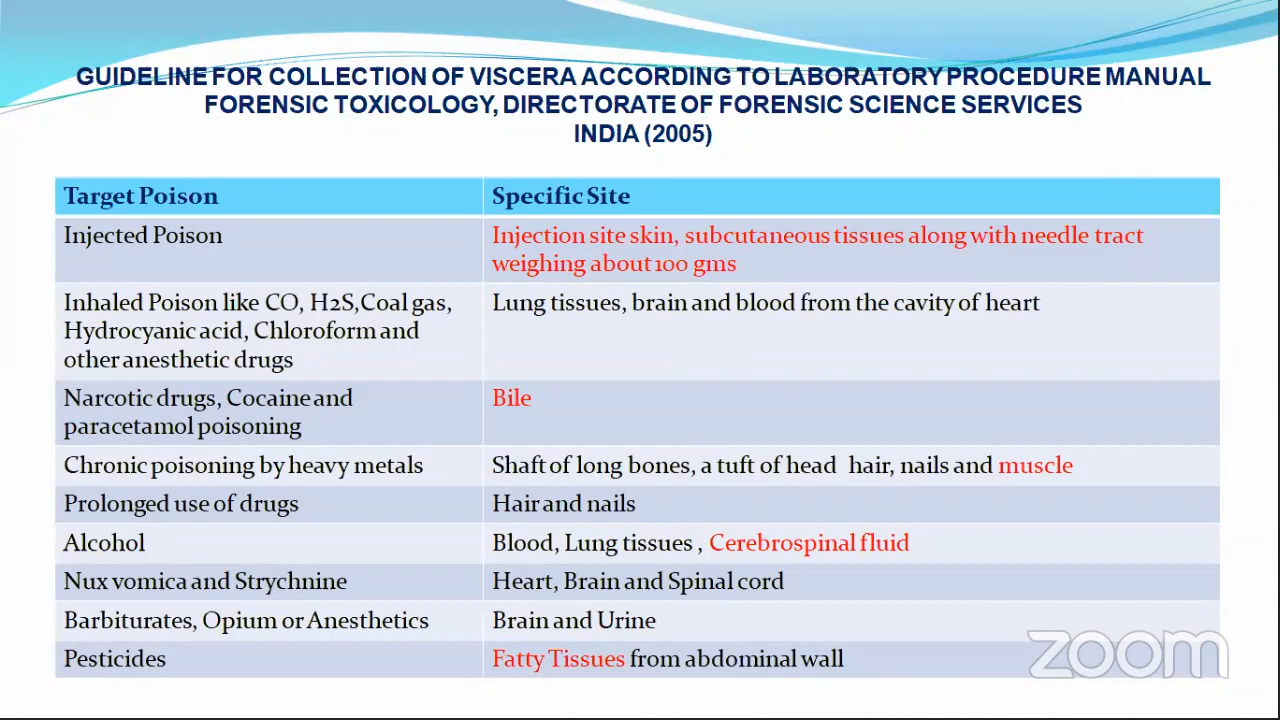 GUIDELINE FOR COLLECTION OF VISCERA ACCORDING TO LABORATORY PROCEDURE MANUAL
FORENSIC TOXICOLOGY, DIRECTORATE OF FORENSIC SCIENCE SERVICES
INDIA (2005)
Target Poison
Specific Site
Injected Poison
Injection site skin, subcutaneous tissues along with needle tract
weighing about 100 gms
Inhaled Poison like CO, H2S,Coal gas,
Hydrocyanic acid, Chloroform and
other anesthetic drugs
Lung tissues, brain and blood from the cavity of heart
Narcotic drugs, Cocaine and
paracetamol poisoning
Bile
Chronic poisoning by heavy metals
Shaft of long bones, a tuft of head hair, nails and muscle
Prolonged use of drugs
Hair and nails
Alcohol
Blood, Lung tissues , Cerebrospinal fluid
Nux vomica and Strychnine
Heart, Brain and Spinal cord
Barbiturates, Opium or Anesthetics
Brain and Urine
Pesticides
Fatty Tissues from abdominal wall
zoom